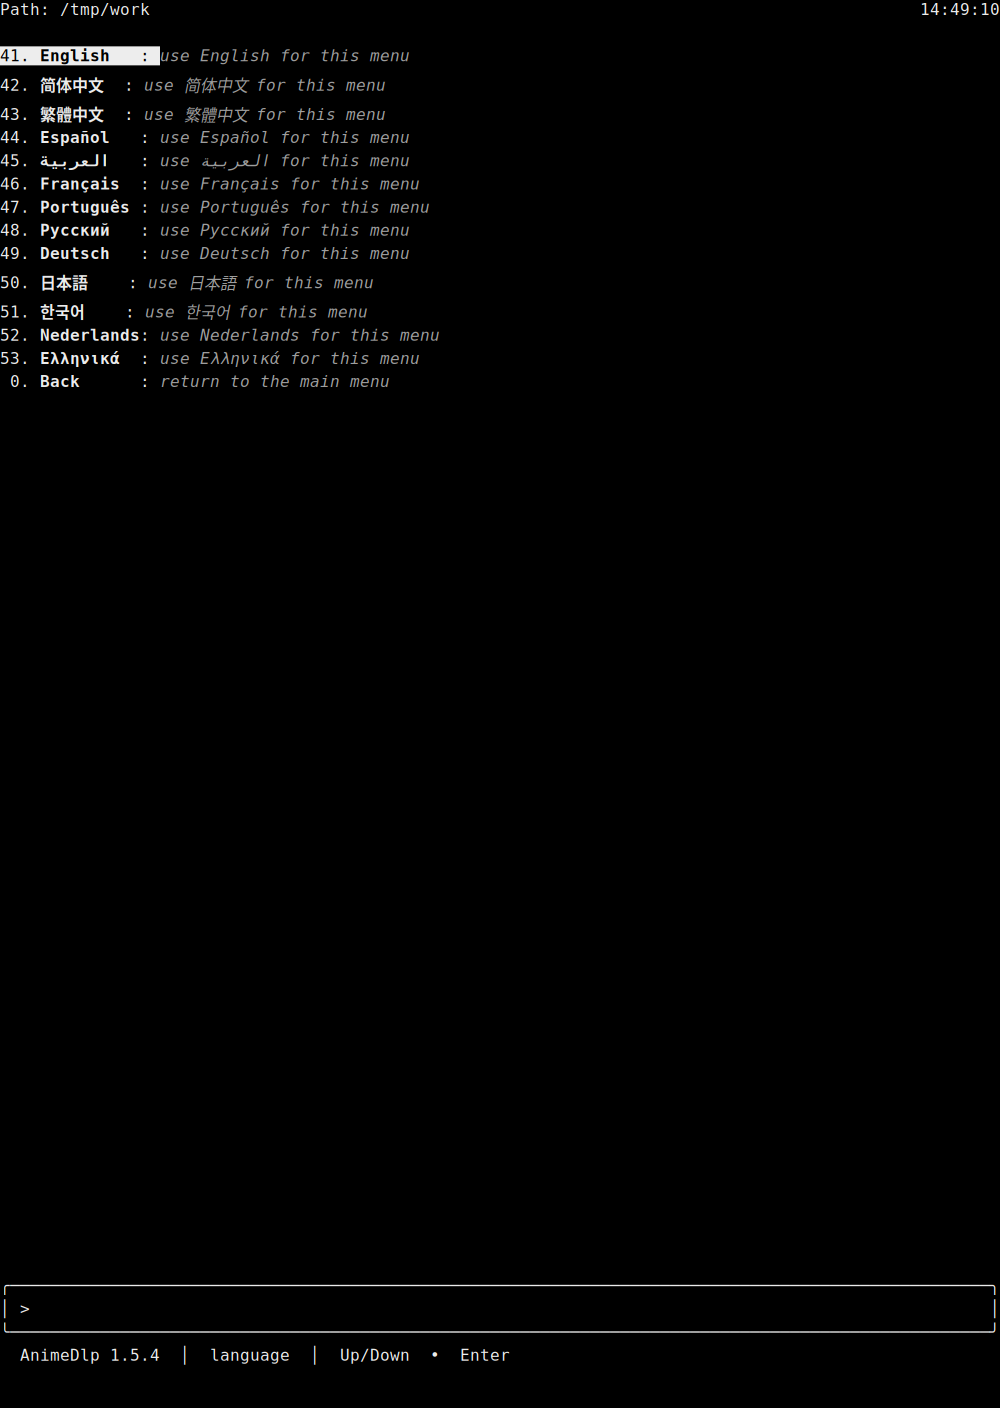 Path: /tmp/work 14:49:10
41. English : use English for this menu
42. 简体中文 : use 简体中文 for this menu
43. 繁體中文 : use 繁體中文 for this menu
44. Español : use Español for this menu
45. العربية : use العربية for this menu
46. Français : use Français for this menu
47. Português : use Português for this menu
48. Русский : use Русский for this menu
49. Deutsch : use Deutsch for this menu
50. 日本語 : use 日本語 for this menu
51. 한국어 : use 한국어 for this menu
52. Nederlands: use Nederlands for this menu
53. Ελληνικά : use Ελληνικά for this menu
0. Back : return to the main menu
>
AnimeDlp 1.5.4 │ language │ Up/Down • Enter